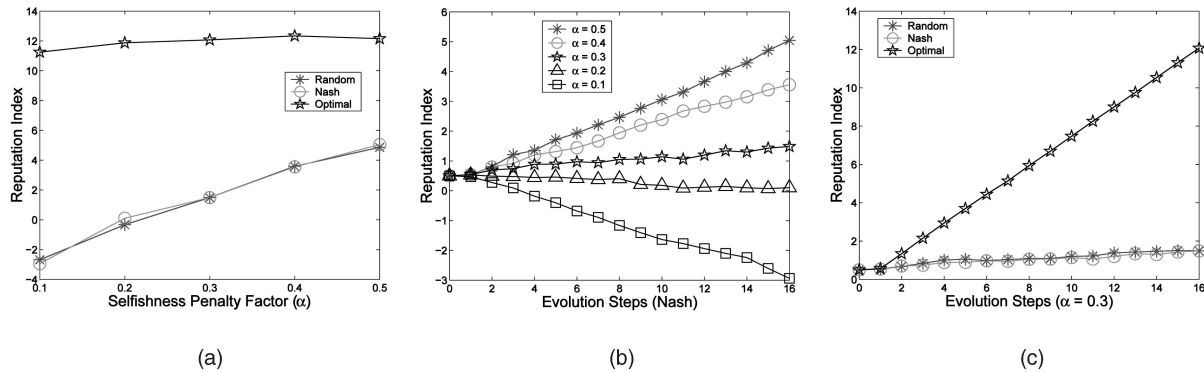 16
14
12
10
8
6
4
2
0
−2
−4
Reputation Index
Random
Nash
Optimal
0.1 0.2 0.3 0.4 0.5
Selfishness Penalty Factor (α)
(a)
6
5
4
3
2
1
0
−1
−2
−3
Reputation Index
α = 0.5
α = 0.4
α = 0.3
α = 0.2
α = 0.1
0 2 4 6 8 10 12 14 16
Evolution Steps (Nash)
(b)
14
12
10
8
6
4
2
0
Reputation Index
Random
Nash
Optimal
0 2 4 6 8 10 12 14 16
Evolution Steps (α = 0.3)
(c)